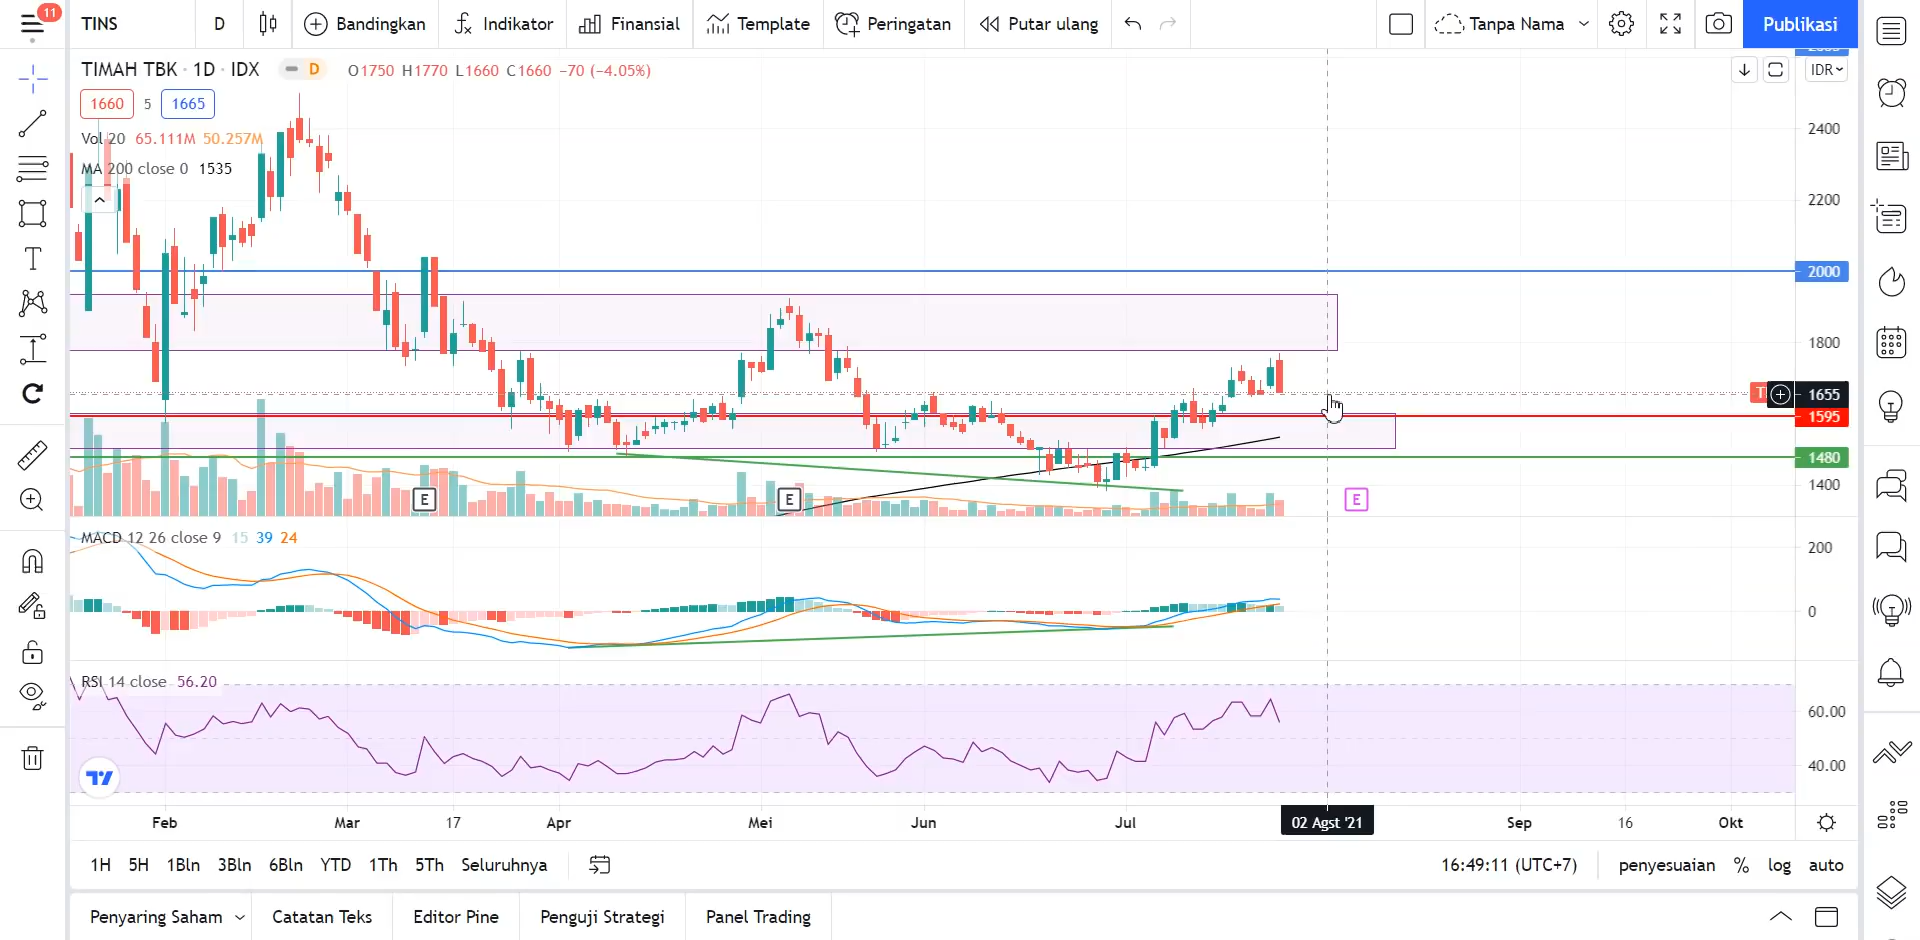 11
TINS D Bandingkan Indikator Finansial Template Peringatan Putar ulang Tanpa Nama Publikasi
TIMAH TBK · 1D · IDX D O1750 H1770 L1660 C1660 −70 (−4.05%) IDR
1660 5 1665
Vol 20 65.111M 50.257M
MA 200 close 0 1535
2400
2200
2000
1800
1655
1595
1480
1400
E E E
MACD 12 26 close 9 15 39 24
200
0
RSI 14 close 56.20
60.00
40.00
Feb Mar 17 Apr Mei Jun Jul 02 Agst '21 Sep 16 Okt
1H 5H 1Bln 3Bln 6Bln YTD 1Th 5Th Seluruhnya 16:49:11 (UTC+7) penyesuaian % log auto
Penyaring Saham Catatan Teks Editor Pine Penguji Strategi Panel Trading